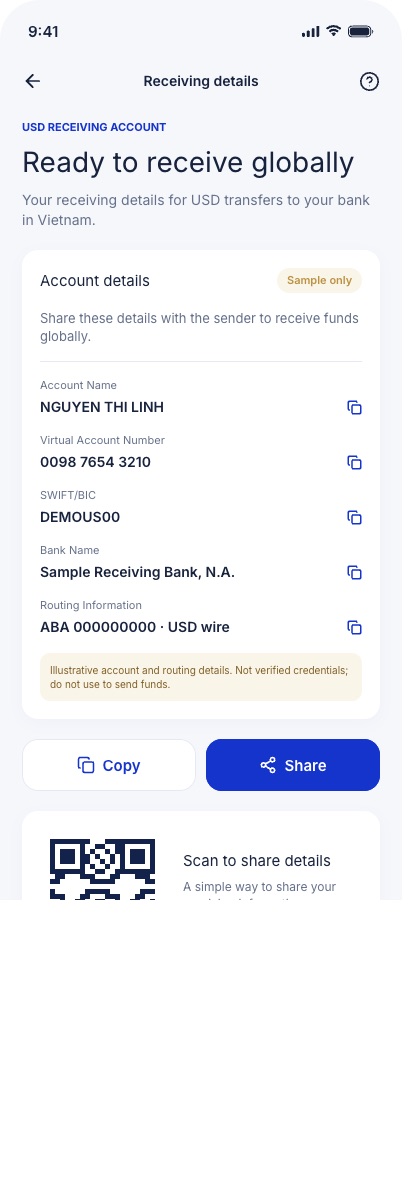 9:41
Receiving details
USD RECEIVING ACCOUNT
Ready to receive globally
Your receiving details for USD transfers to your bank
in Vietnam.
Account details
Sample only
Share these details with the sender to receive funds
globally.
Account Name
NGUYEN THI LINH
Virtual Account Number
0098 7654 3210
SWIFT/BIC
DEMOUS00
Bank Name
Sample Receiving Bank, N.A.
Routing Information
ABA 000000000 · USD wire
Illustrative account and routing details. Not verified credentials;
do not use to send funds.
Copy
Share
Scan to share details
A simple way to share your